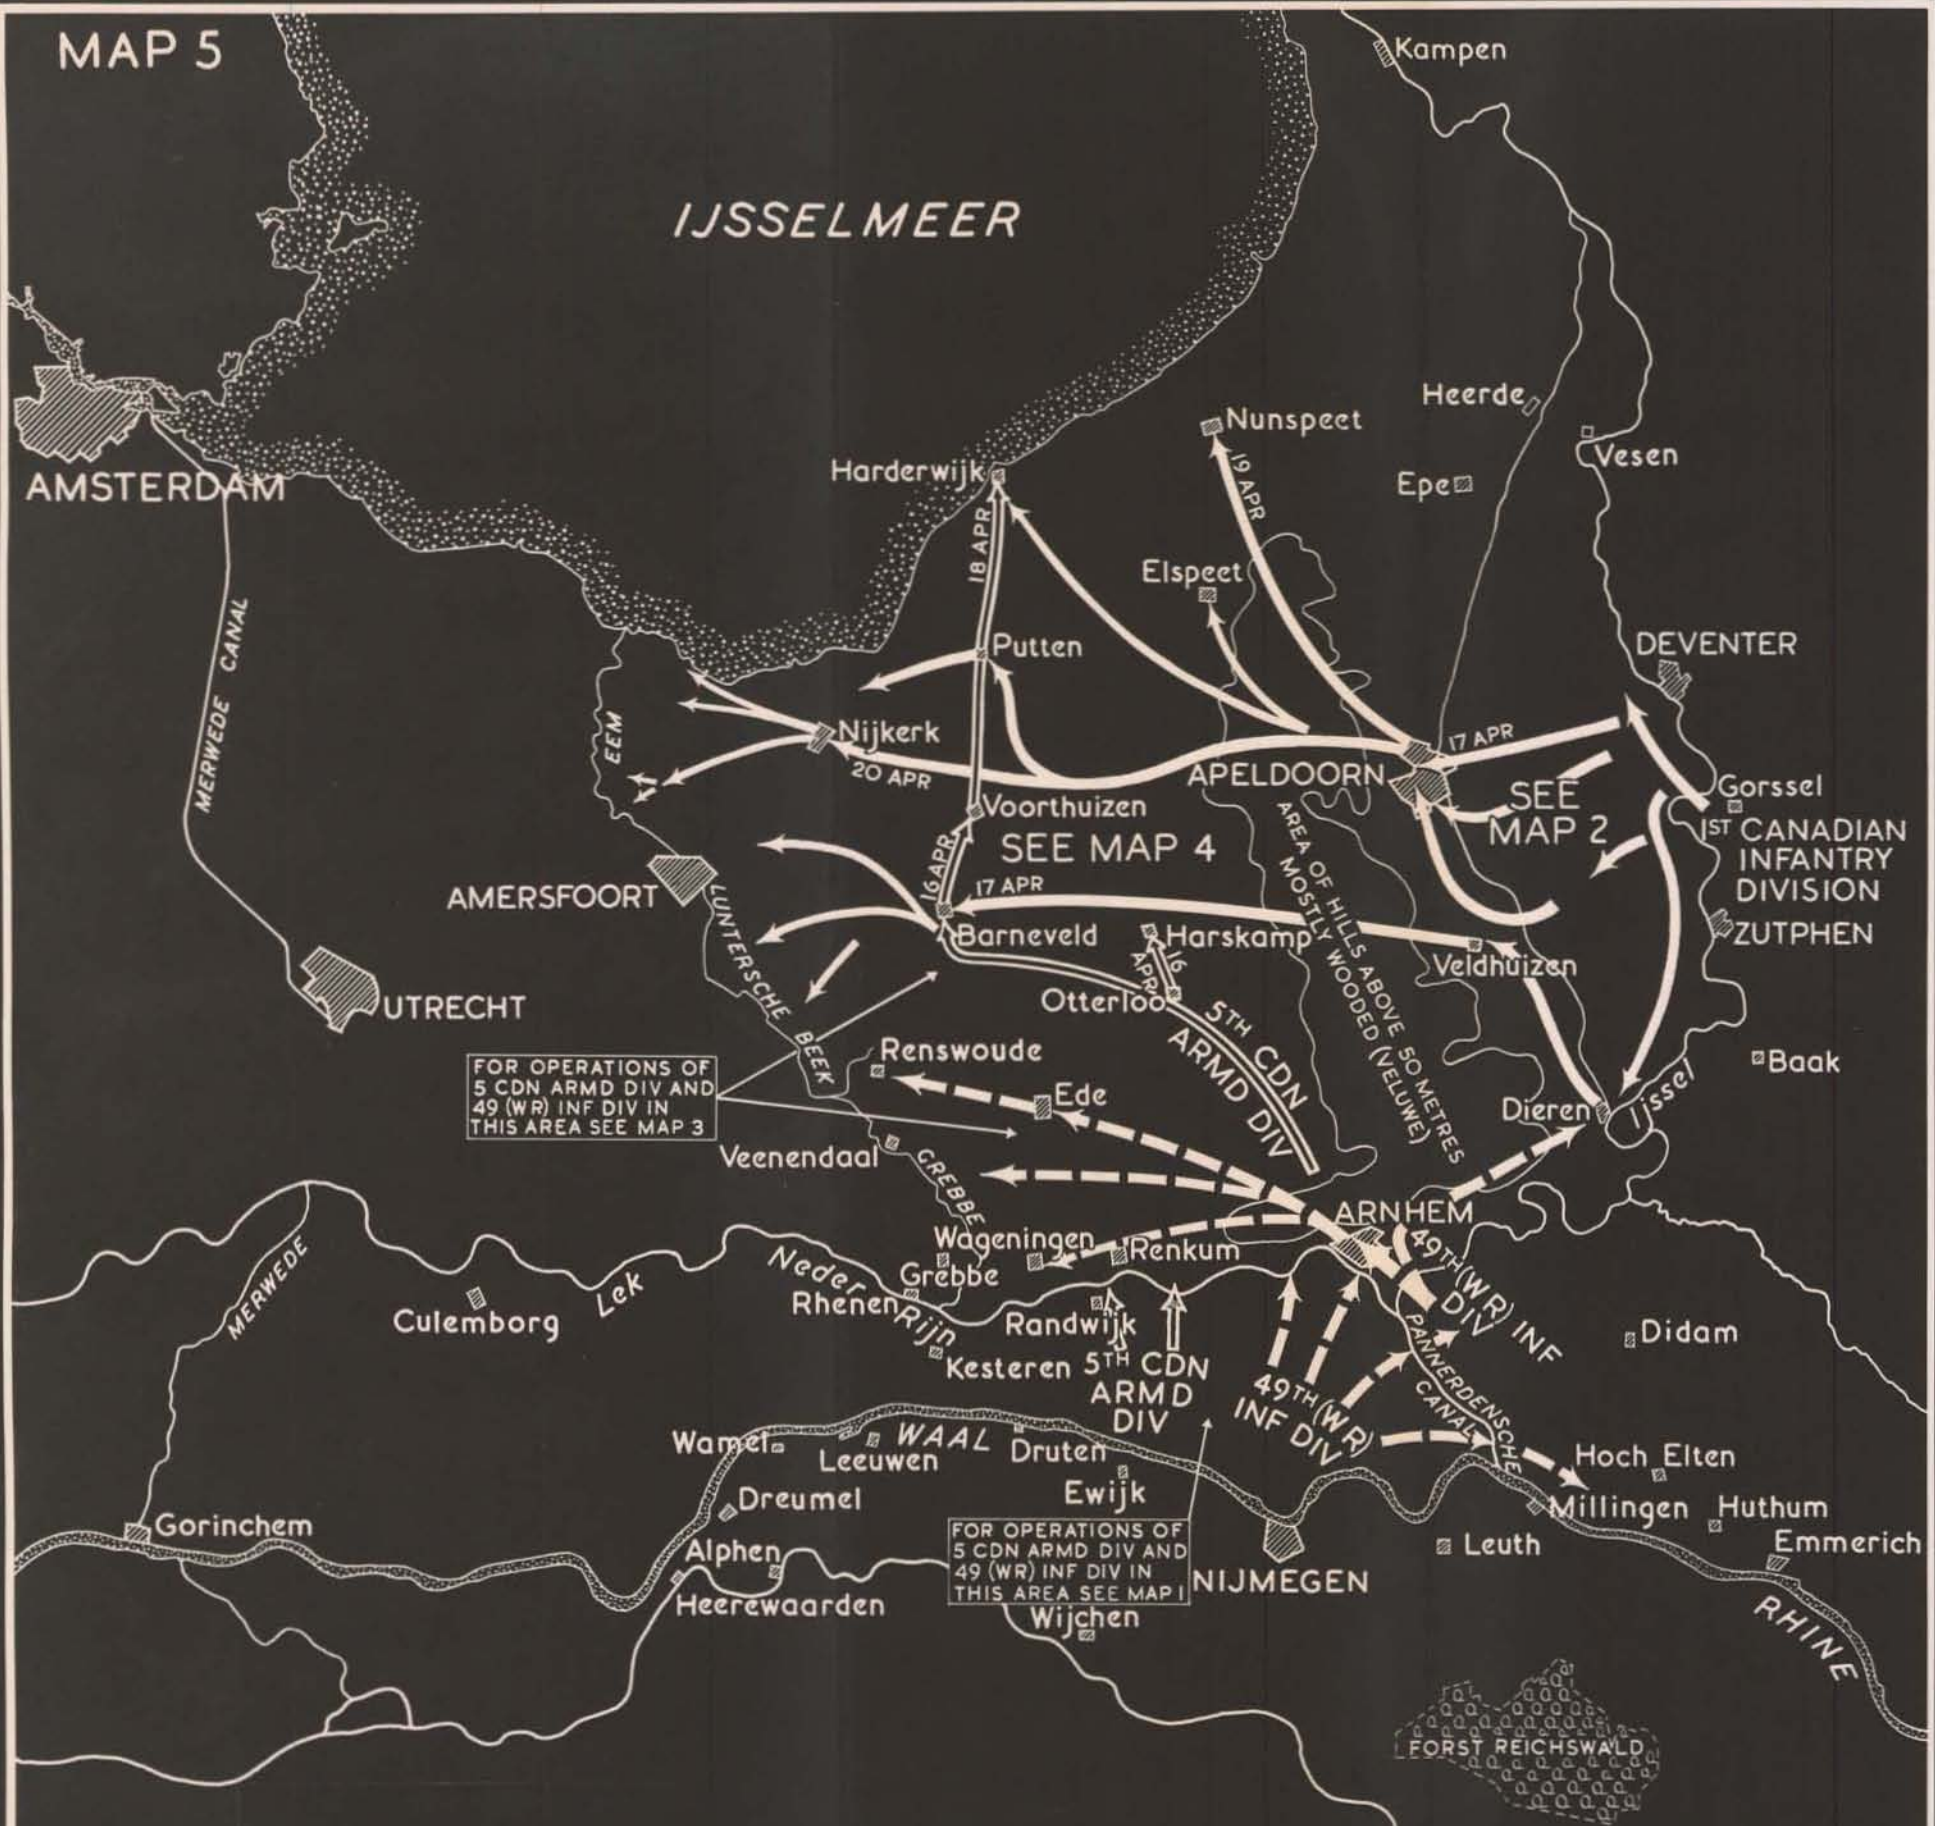 MAP 5
Kampen
IJSSELMEER
Heerde
Nunspeet
Vesen
Harderwijk
19 APR
Epe
AMSTERDAM
18 APR
Elspeet
MERWEDE CANAL
Putten
DEVENTER
EEM
Nijkerk
17 APR
20 APR
APELDOORN
Gorssel
Voorthuizen
SEE
MAP 2
SEE MAP 4
1ST CANADIAN
INFANTRY
DIVISION
AREA OF HILLS ABOVE 50 METRES
MOSTLY WOODED (VELUWE)
16 APR
17 APR
AMERSFOORT
LUNTERSCHE BEEK
Barneveld
Harskamp
ZUTPHEN
Veldhuizen
16
APR
Otterloo
UTRECHT
5TH CDN
ARMD DIV
Renswoude
Baak
FOR OPERATIONS OF
5 CDN ARMD DIV AND
49 (WR) INF DIV IN
THIS AREA SEE MAP 3
Ede
Dieren
Ijssel
Veenendaal
GREBBE
ARNHEM
Wageningen
Renkum
49TH (WR) INF
DIV
MERWEDE
Neder Rijn
Grebbe
Lek
Rhenen
Culemborg
Randwijk
Didam
PANNERDENSCHE
CANAL
Kesteren
5TH CDN
ARMD
DIV
49TH (WR)
INF DIV
Wamel
Leeuwen
WAAL
Druten
Hoch Elten
Ewijk
Dreumel
Millingen
Huthum
Gorinchem
FOR OPERATIONS OF
5 CDN ARMD DIV AND
49 (WR) INF DIV IN
THIS AREA SEE MAP 1
Leuth
Emmerich
Alphen
NIJMEGEN
Heerewaarden
Wijchen
RHINE
FORST REICHSWALD